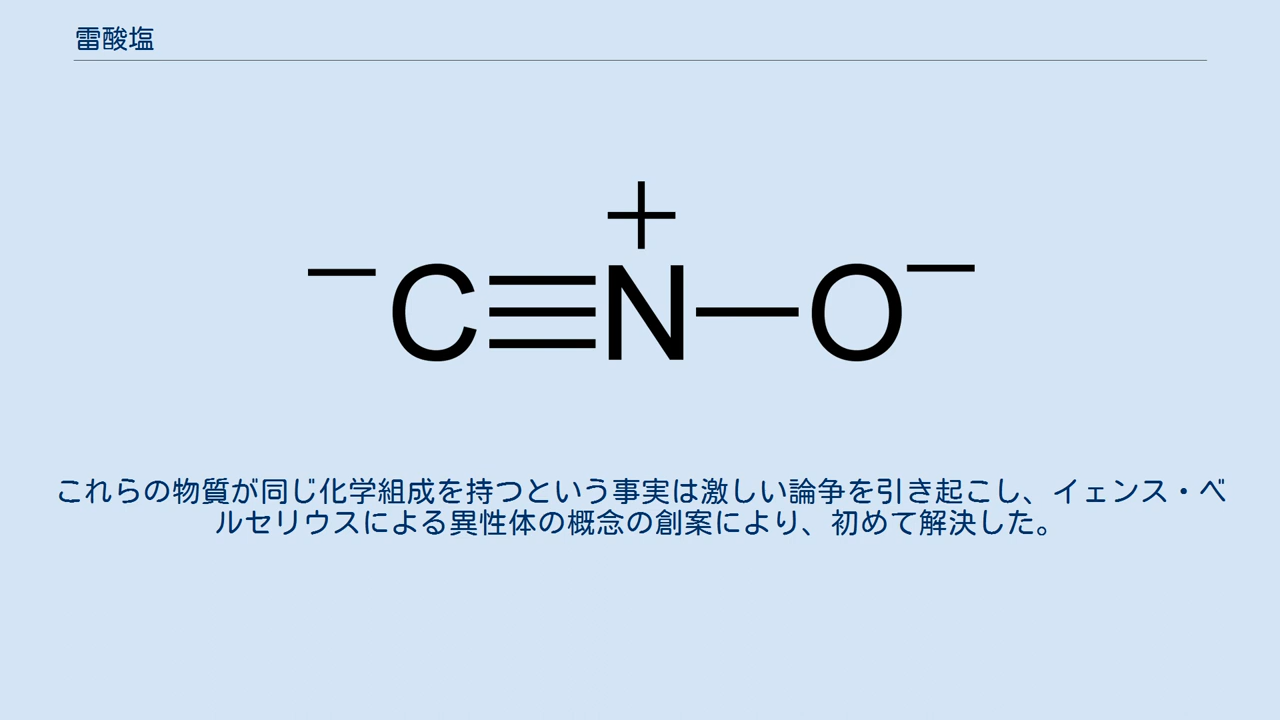 雷酸塩
+
−C≡N−O−
これらの物質が同じ化学組成を持つという事実は激しい論争を引き起こし、イェンス・ベ
ルセリウスによる異性体の概念の創案により、初めて解決した。